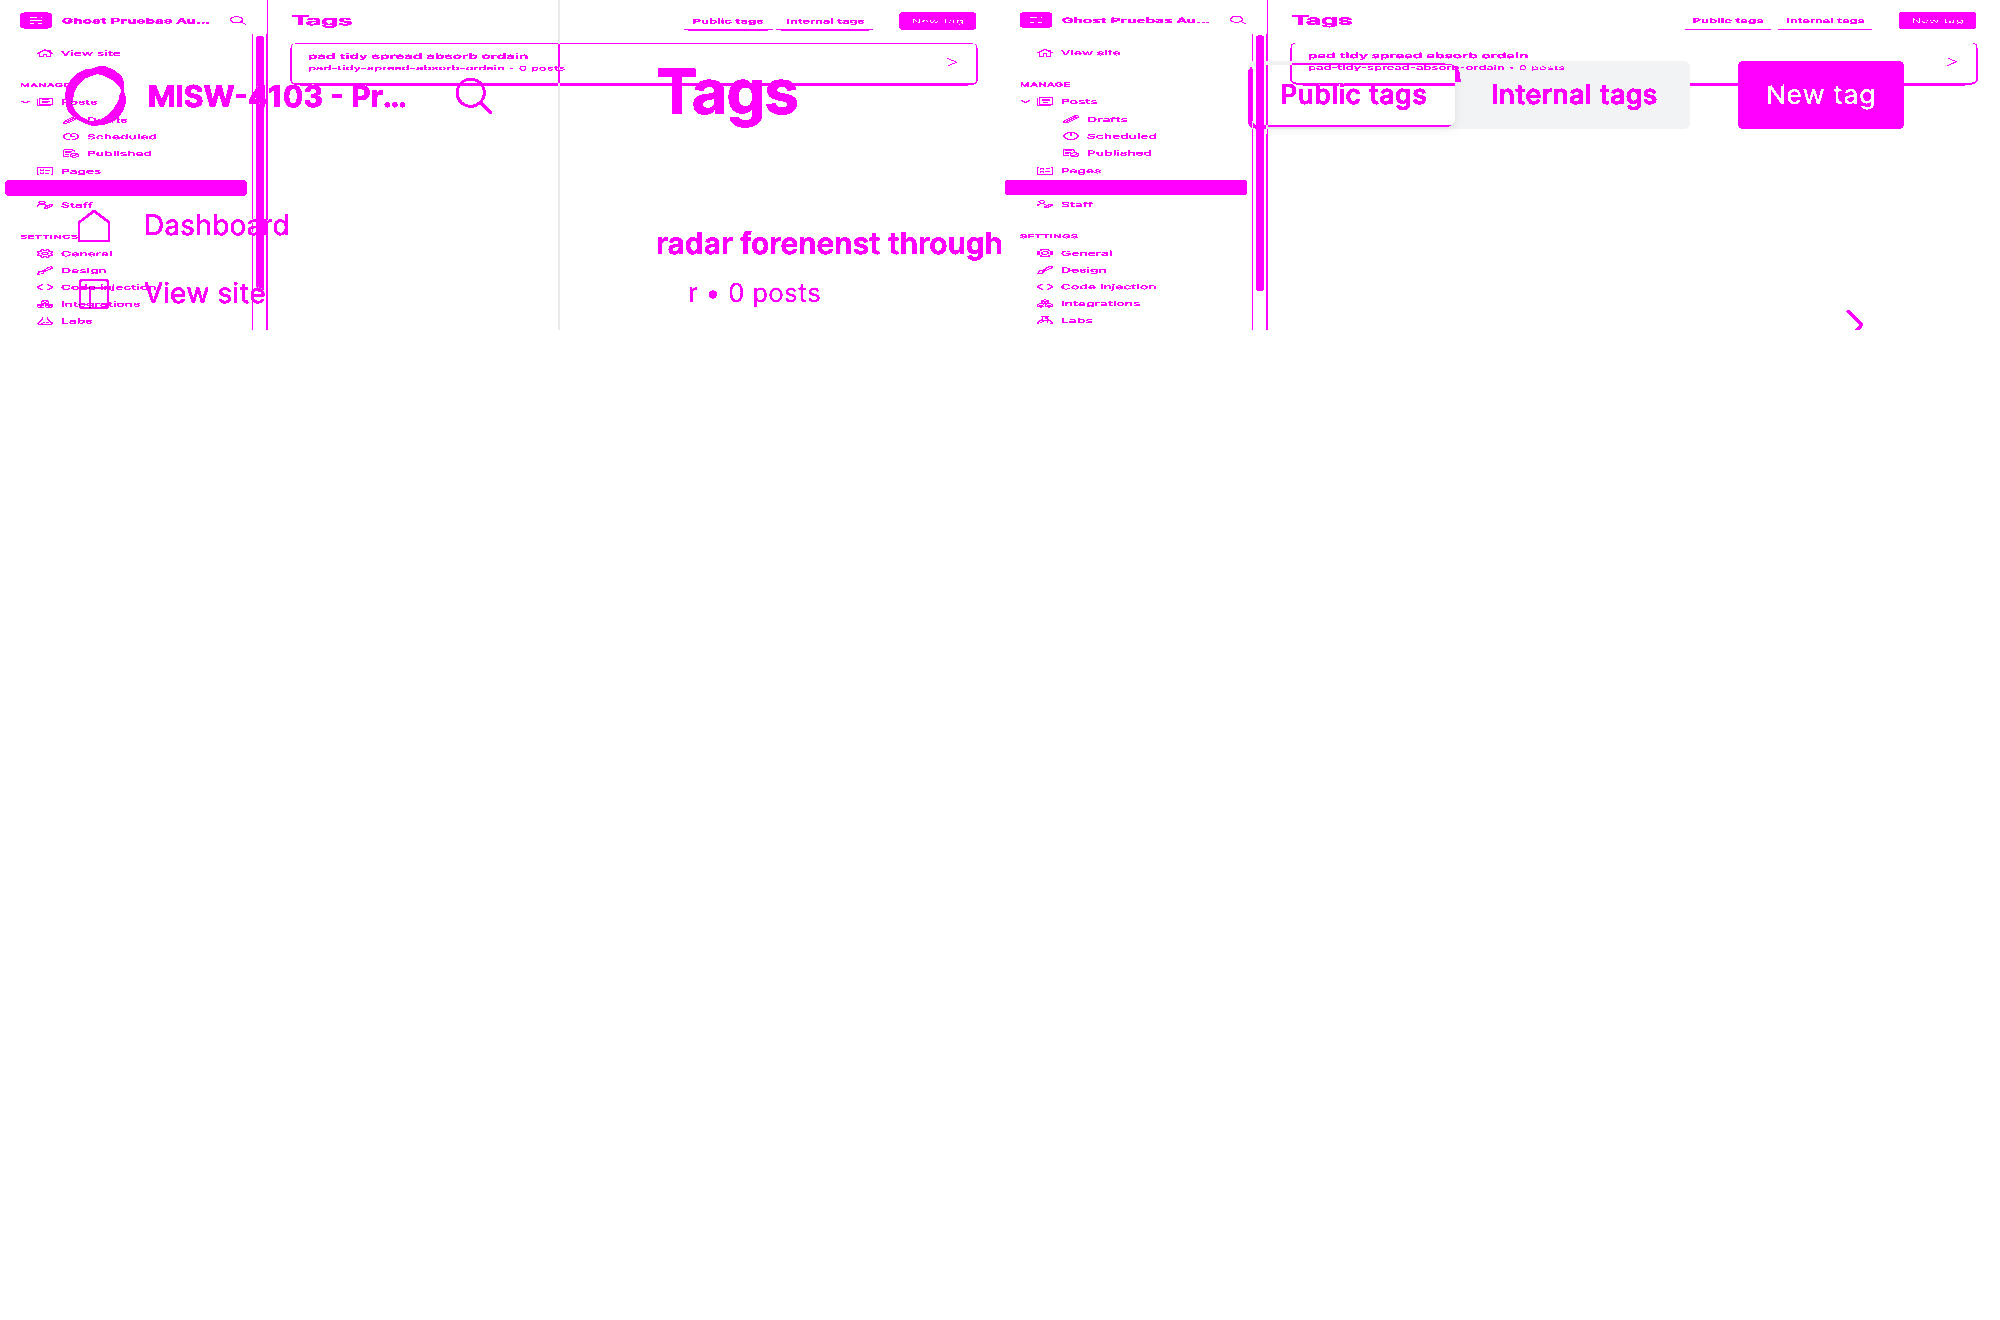 Ghost Pruebas Au...
Tags
Public tags
Internal tags
New tag
Ghost Pruebas Au...
Tags
Public tags
Internal tags
New tag
View site
pad tidy spread absorb ordain
pad-tidy-spread-absorb-ordain • 0 posts
>
View site
pad tidy spread absorb ordain
pad-tidy-spread-absorb-ordain • 0 posts
>
MANAGE
MISW-4103 - Pr...
Tags
MANAGE
Public tags
Internal tags
New tag
Posts
Posts
Drafts
Drafts
Scheduled
Scheduled
Published
Published
Pages
Pages
Staff
Staff
Dashboard
SETTINGS
radar forenenst through
SETTINGS
General
General
Design
Design
Code injection
Code injection
View site
r • 0 posts
Integrations
Integrations
Labs
Labs